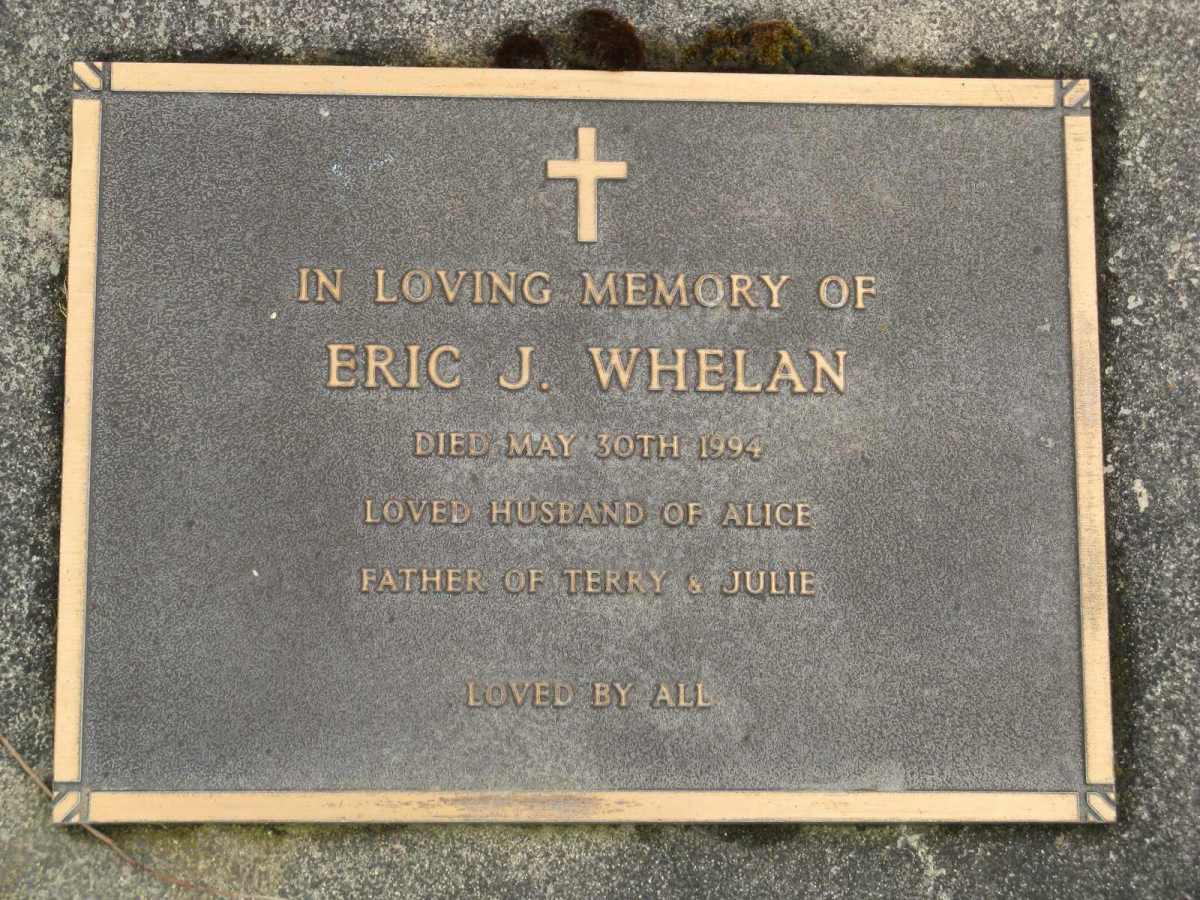 IN LOVING MEMORY OF
ERIC J. WHELAN
DIED MAY 30TH 1994
LOVED HUSBAND OF ALICE
FATHER OF TERRY & JULIE
LOVED BY ALL